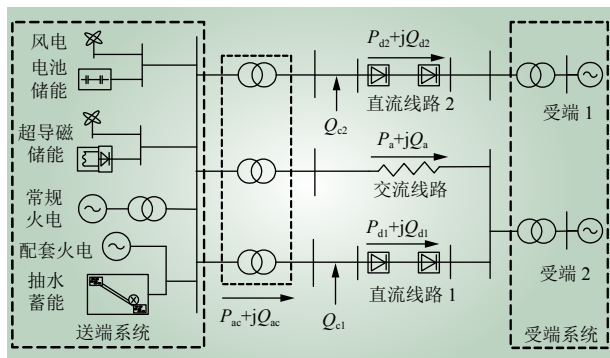 风电
电池
储能
超导磁
储能
常规
火电
配套火电
抽水
蓄能
送端系统
Pac+jQac
Qc2
Pd2+jQd2
直流线路 2
Pa+jQa
交流线路
Pd1+jQd1
直流线路 1
Qc1
受端 1
受端 2
受端系统